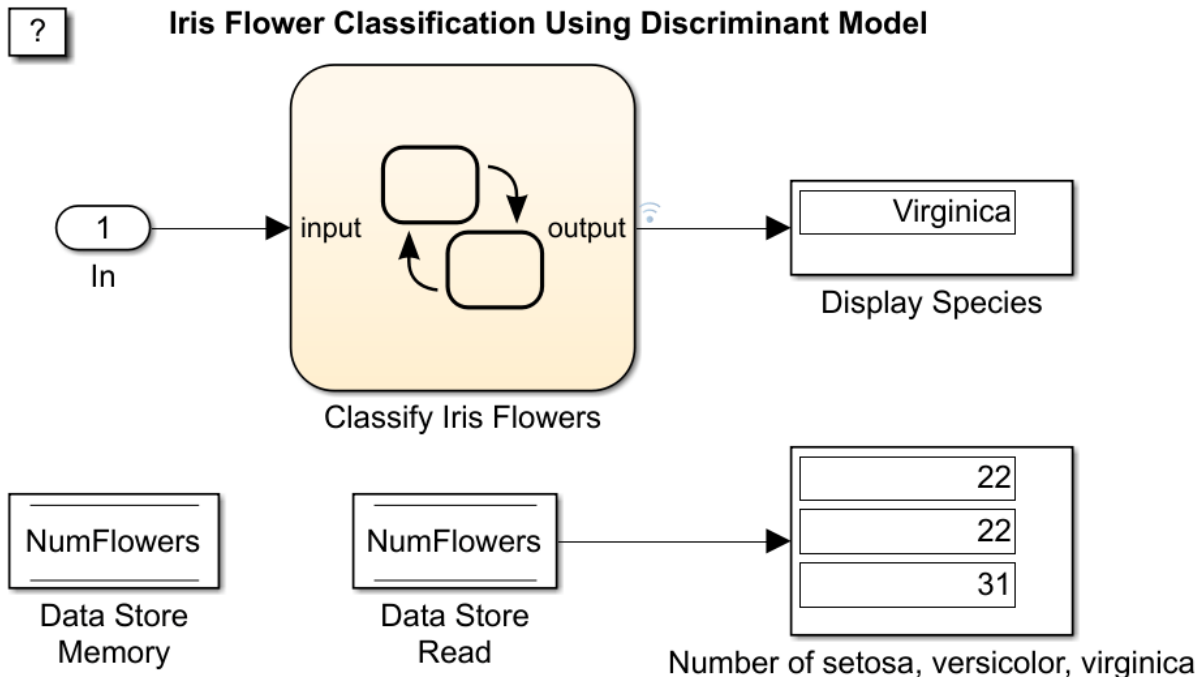 ?
Iris Flower Classification Using Discriminant Model
1
In
input
output
Classify Iris Flowers
Virginica
Display Species
NumFlowers
Data Store
Memory
NumFlowers
Data Store
Read
22
22
31
Number of setosa, versicolor, virginica